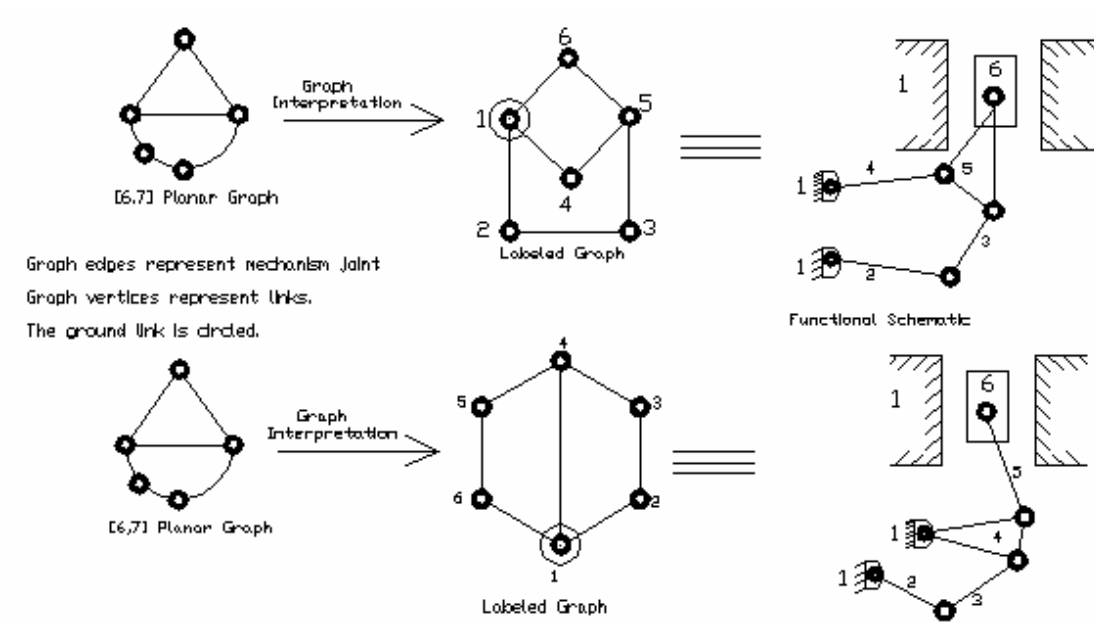 6
Graph
Interpretation
1
5
4
2
3
[6,7] Planar Graph
Labeled Graph
1
6
4
5
1
3
1
2
Functional Schematic
Graph edges represent mechanism joint
Graph vertices represent links.
The ground link is circled.
4
Graph
Interpretation
5
3
6
2
1
[6,7] Planar Graph
Labeled Graph
1
6
5
1
4
1
2
3